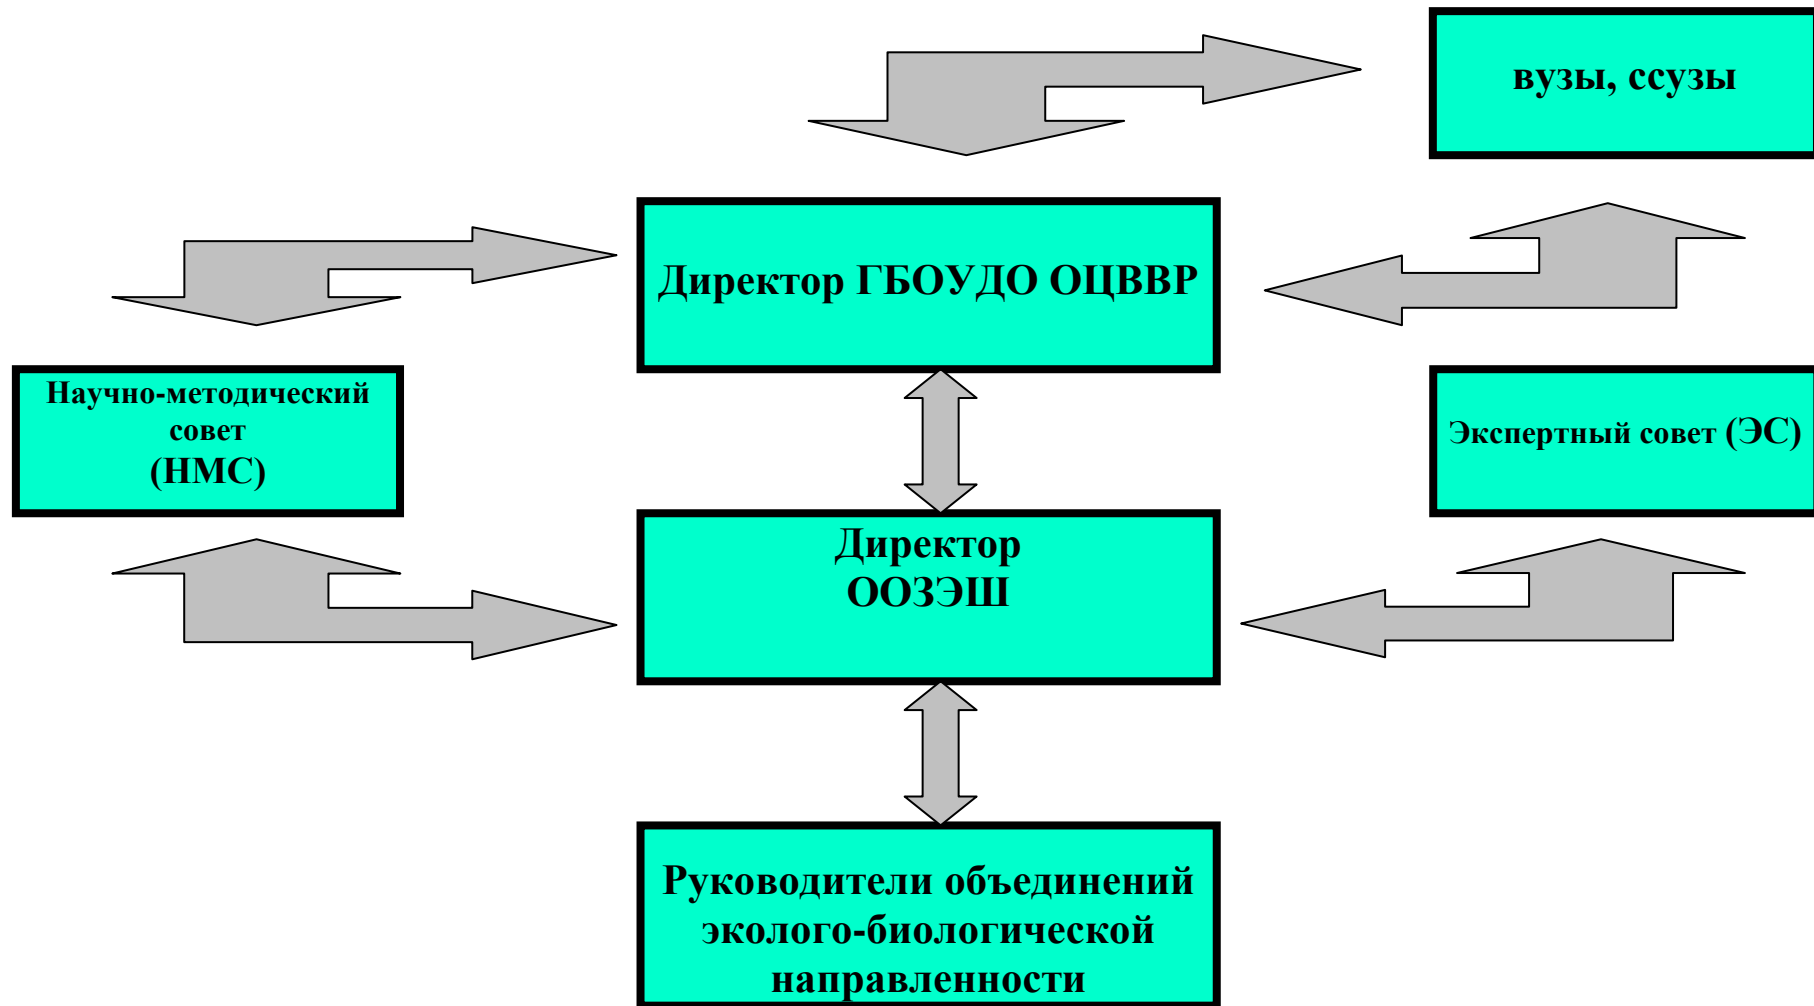 вузы, ссузы
Директор ГБОУДО ОЦВВР
Научно-методический
совет
(НМС)
Экспертный совет (ЭС)
Директор
ООЗЭШ
Руководители объединений
эколого-биологической
направленности